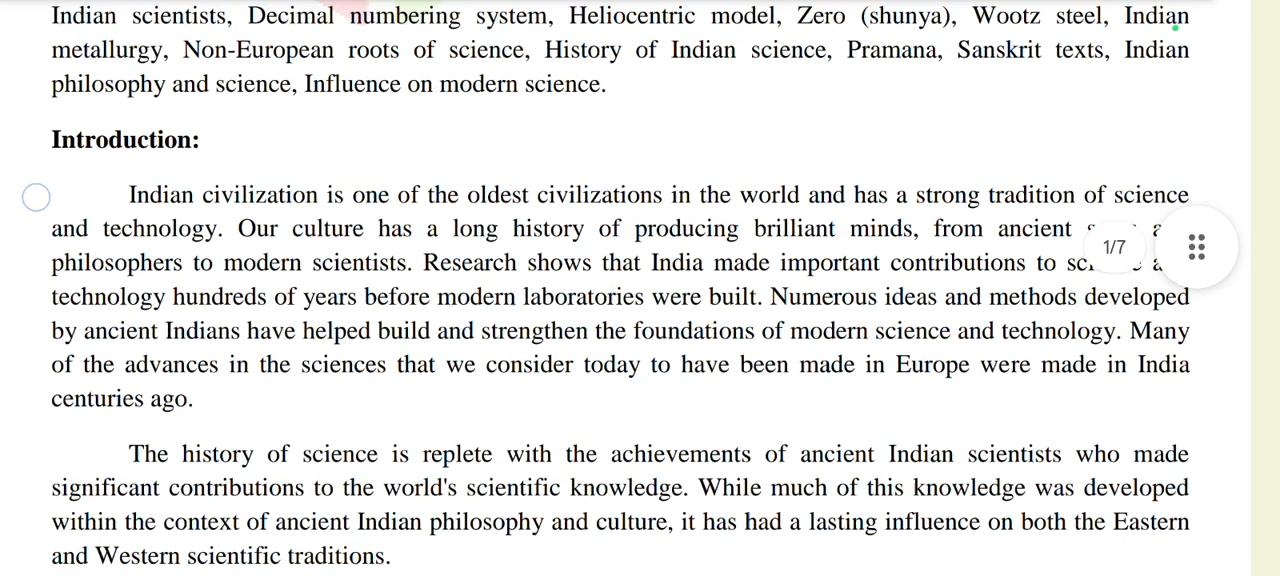 Indian scientists, Decimal numbering system, Heliocentric model, Zero (shunya), Wootz steel, Indian
metallurgy, Non-European roots of science, History of Indian science, Pramana, Sanskrit texts, Indian
philosophy and science, Influence on modern science.
Introduction:
Indian civilization is one of the oldest civilizations in the world and has a strong tradition of science
and technology. Our culture has a long history of producing brilliant minds, from ancient
philosophers to modern scientists. Research shows that India made important contributions to
1/7
technology hundreds of years before modern laboratories were built. Numerous ideas and methods developed
by ancient Indians have helped build and strengthen the foundations of modern science and technology. Many
of the advances in the sciences that we consider today to have been made in Europe were made in India
centuries ago.
The history of science is replete with the achievements of ancient Indian scientists who made
significant contributions to the world's scientific knowledge. While much of this knowledge was developed
within the context of ancient Indian philosophy and culture, it has had a lasting influence on both the Eastern
and Western scientific traditions.